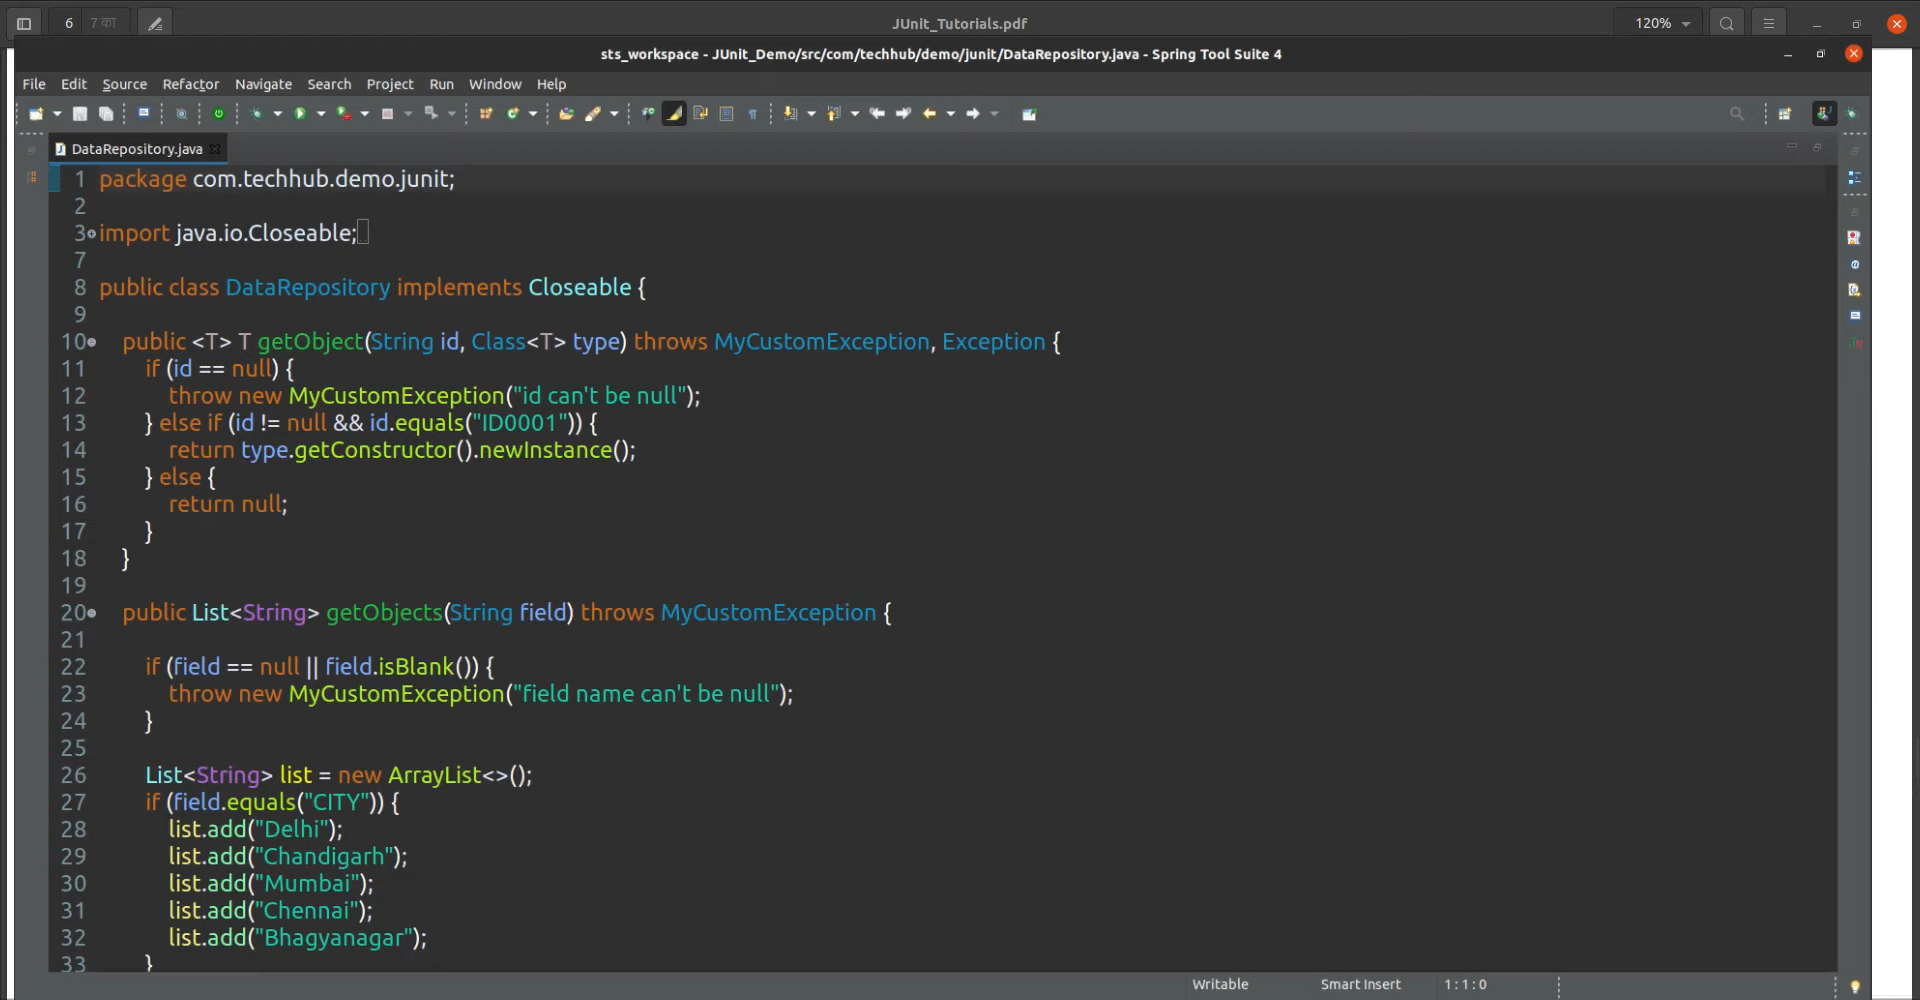 6 7 का JUnit_Tutorials.pdf 120%
sts_workspace - JUnit_Demo/src/com/techhub/demo/junit/DataRepository.java - Spring Tool Suite 4
File Edit Source Refactor Navigate Search Project Run Window Help
DataRepository.java
1 package com.techhub.demo.junit;
2
3 import java.io.Closeable;
7
8 public class DataRepository implements Closeable {
9
10 public <T> T getObject(String id, Class<T> type) throws MyCustomException, Exception {
11 if (id == null) {
12 throw new MyCustomException("id can't be null");
13 } else if (id != null && id.equals("ID0001")) {
14 return type.getConstructor().newInstance();
15 } else {
16 return null;
17 }
18 }
19
20 public List<String> getObjects(String field) throws MyCustomException {
21
22 if (field == null || field.isBlank()) {
23 throw new MyCustomException("field name can't be null");
24 }
25
26 List<String> list = new ArrayList<>();
27 if (field.equals("CITY")) {
28 list.add("Delhi");
29 list.add("Chandigarh");
30 list.add("Mumbai");
31 list.add("Chennai");
32 list.add("Bhagyanagar");
33 }
Writable Smart Insert 1 : 1 : 0